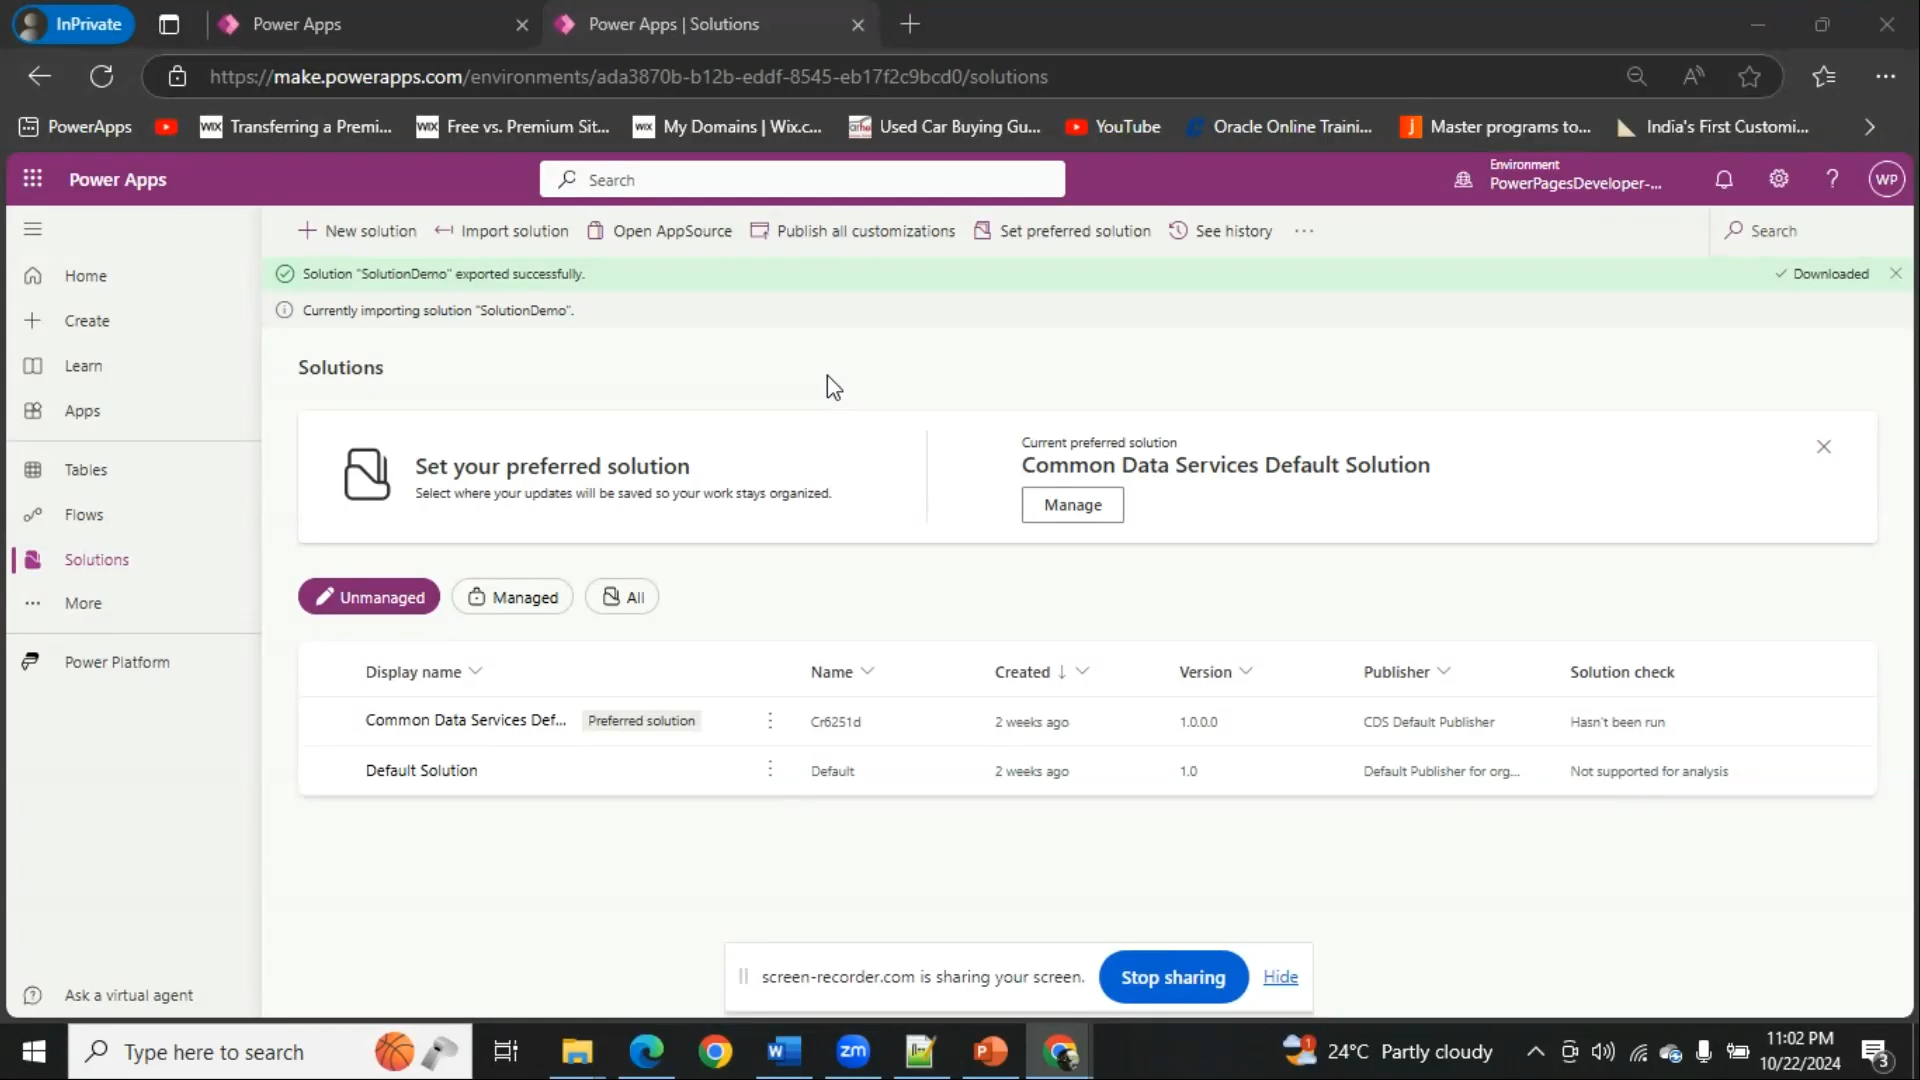 InPrivate
Power Apps
Power Apps | Solutions
https://make.powerapps.com/environments/ada3870b-b12b-eddf-8545-eb17f2c9bcd0/solutions
PowerApps
WIX Transferring a Premi...
WIX Free vs. Premium Sit...
WIX My Domains | Wix.c...
Used Car Buying Gu...
YouTube
Oracle Online Traini...
Master programs to...
India's First Customi...
Power Apps
Search
Environment
PowerPagesDeveloper-...
WP
New solution
Import solution
Open AppSource
Publish all customizations
Set preferred solution
See history
Search
Solution "SolutionDemo" exported successfully.
Downloaded
Currently importing solution "SolutionDemo".
Home
Create
Learn
Apps
Tables
Flows
Solutions
More
Power Platform
Ask a virtual agent
Solutions
Set your preferred solution
Select where your updates will be saved so your work stays organized.
Current preferred solution
Common Data Services Default Solution
Manage
Unmanaged
Managed
All
Display name Name Created Version Publisher Solution check
Common Data Services Def... Preferred solution Cr6251d 2 weeks ago 1.0.0.0 CDS Default Publisher Hasn't been run
Default Solution Default 2 weeks ago 1.0 Default Publisher for org... Not supported for analysis
screen-recorder.com is sharing your screen.
Stop sharing
Hide
Type here to search
zm
24°C Partly cloudy
11:02 PM
10/22/2024
3